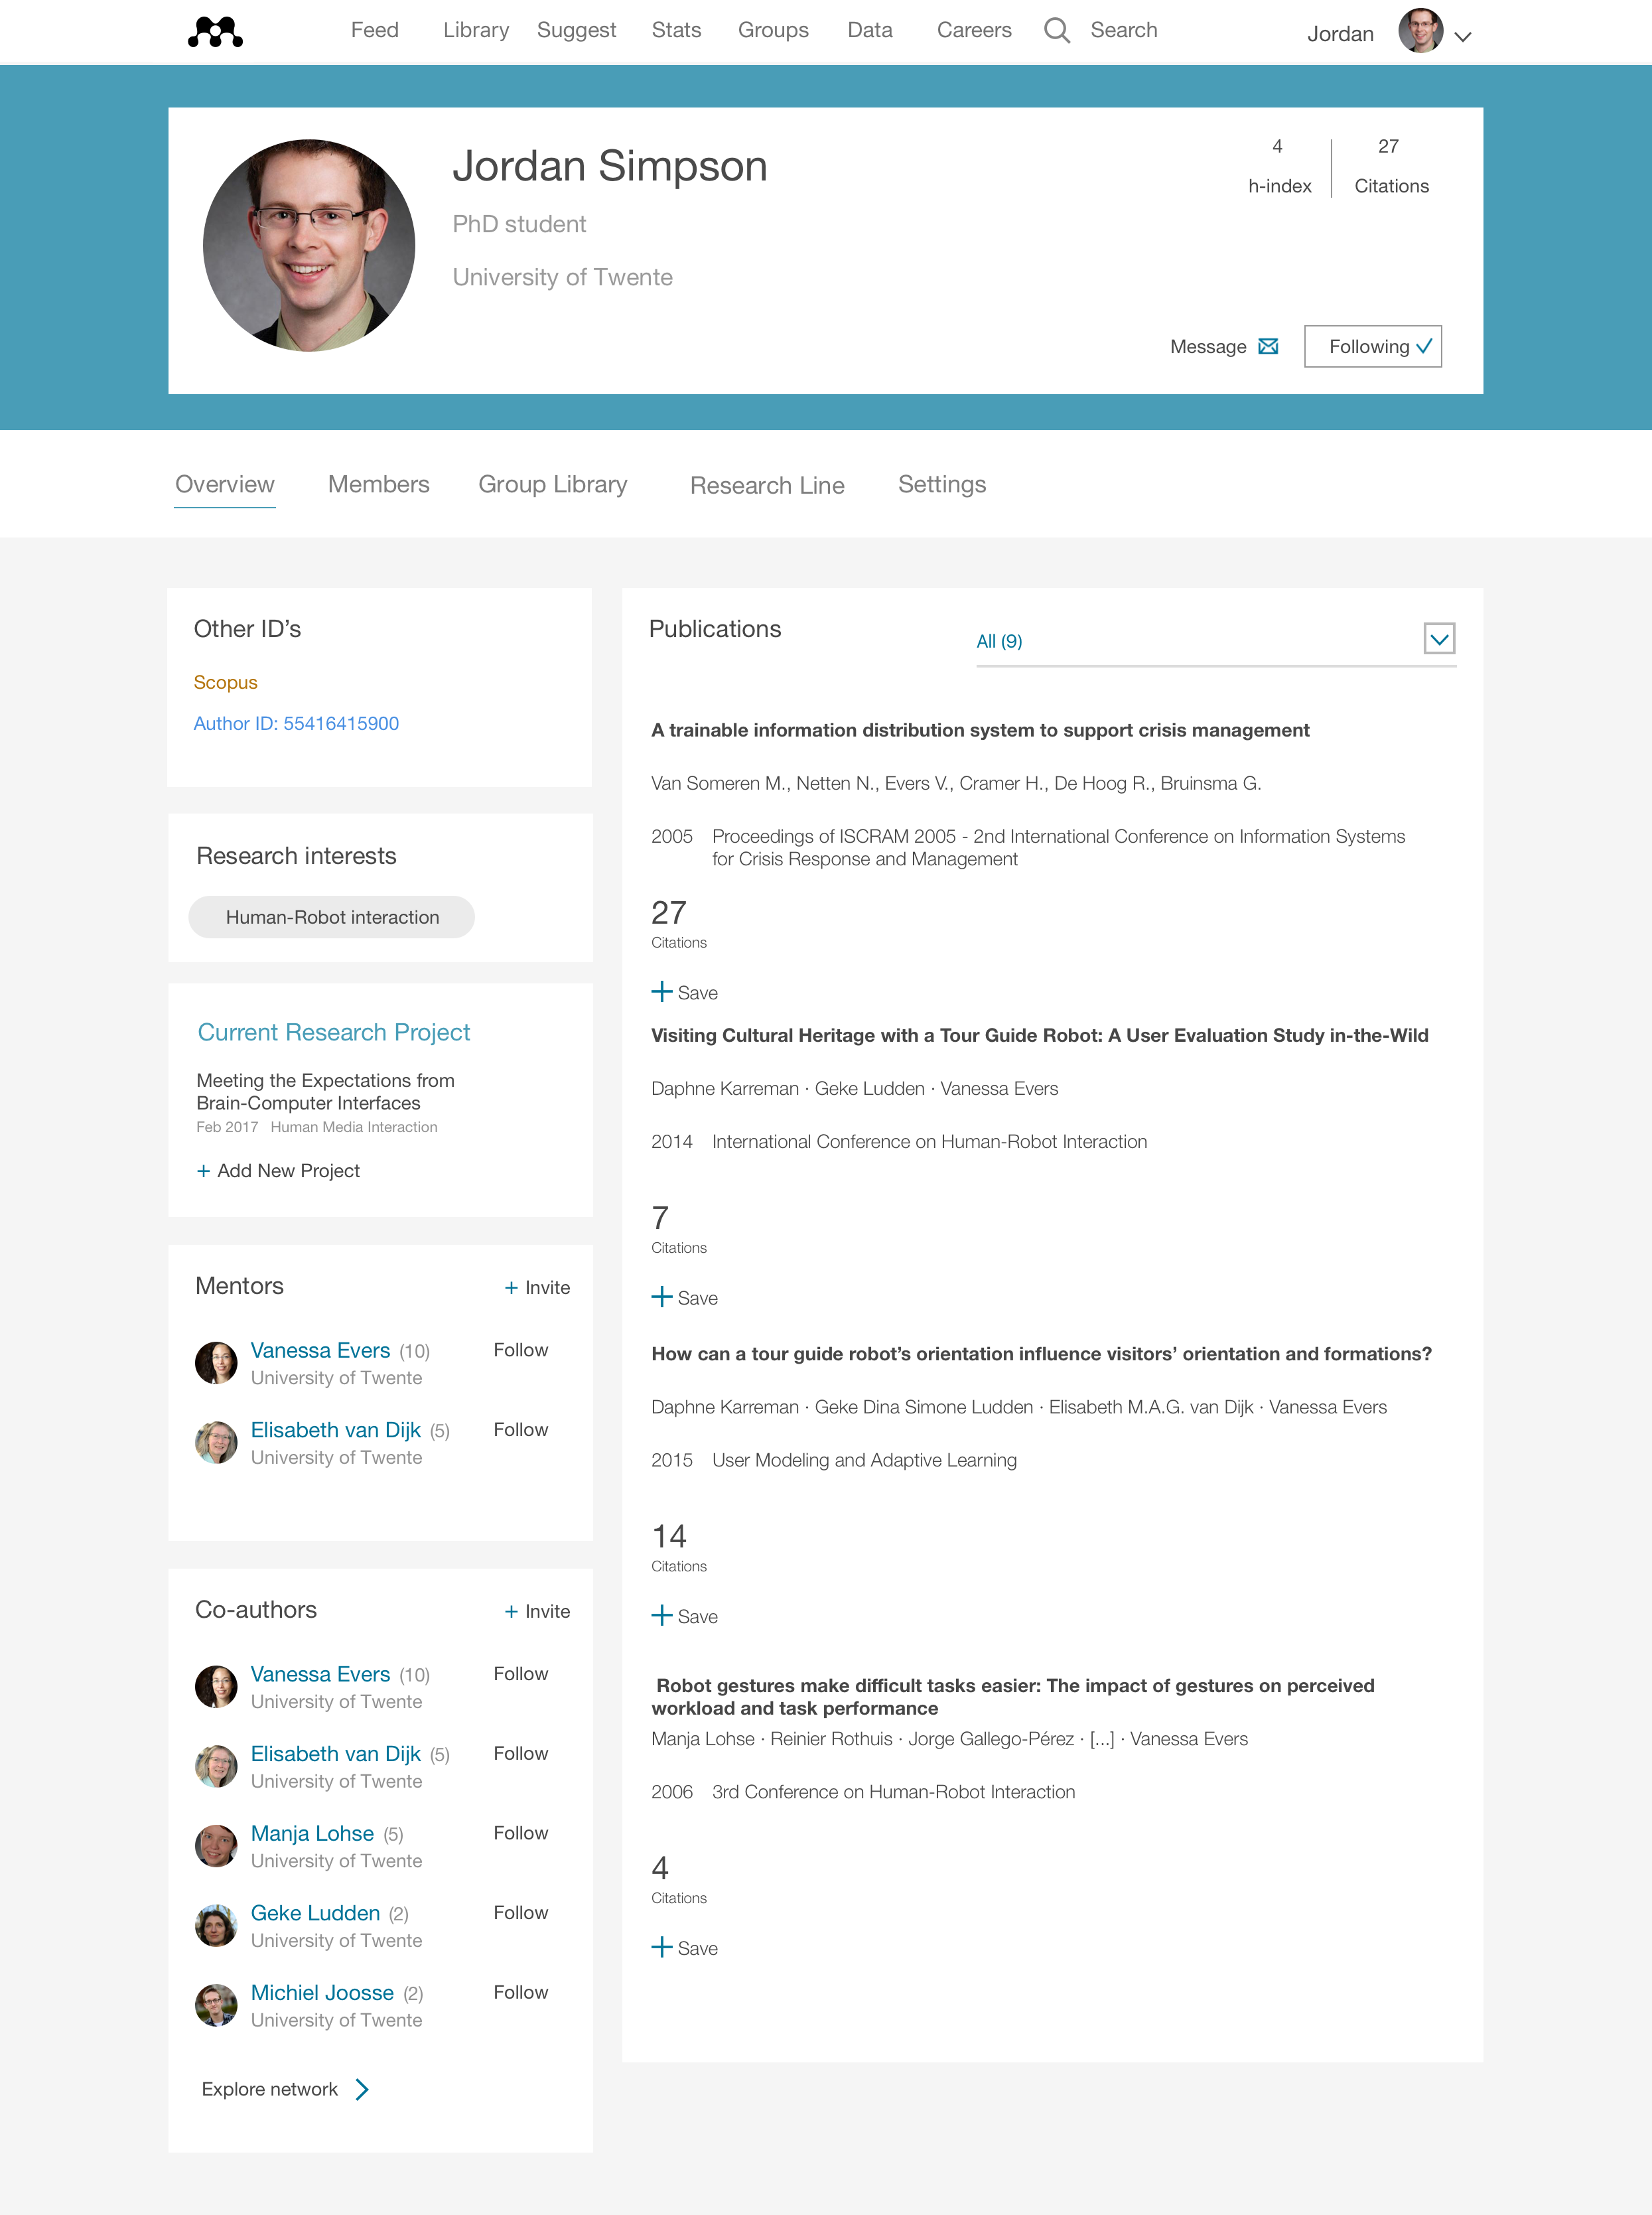 Feed Library Suggest Stats Groups Data Careers Search Jordan
Jordan Simpson
PhD student
University of Twente
4 27
h-index Citations
Message Following
Overview Members Group Library Research Line Settings
Other ID’s
Scopus
Author ID: 55416415900
Research interests
Human-Robot interaction
Current Research Project
Meeting the Expectations from
Brain-Computer Interfaces
Feb 2017 Human Media Interaction
+ Add New Project
Mentors + Invite
Vanessa Evers (10) Follow
University of Twente
Elisabeth van Dijk (5) Follow
University of Twente
Co-authors + Invite
Vanessa Evers (10) Follow
University of Twente
Elisabeth van Dijk (5) Follow
University of Twente
Manja Lohse (5) Follow
University of Twente
Geke Ludden (2) Follow
University of Twente
Michiel Joosse (2) Follow
University of Twente
Explore network
Publications All (9)
A trainable information distribution system to support crisis management
Van Someren M., Netten N., Evers V., Cramer H., De Hoog R., Bruinsma G.
2005 Proceedings of ISCRAM 2005 - 2nd International Conference on Information Systems
for Crisis Response and Management
27
Citations
+ Save
Visiting Cultural Heritage with a Tour Guide Robot: A User Evaluation Study in-the-Wild
Daphne Karreman · Geke Ludden · Vanessa Evers
2014 International Conference on Human-Robot Interaction
7
Citations
+ Save
How can a tour guide robot’s orientation influence visitors’ orientation and formations?
Daphne Karreman · Geke Dina Simone Ludden · Elisabeth M.A.G. van Dijk · Vanessa Evers
2015 User Modeling and Adaptive Learning
14
Citations
+ Save
Robot gestures make difficult tasks easier: The impact of gestures on perceived
workload and task performance
Manja Lohse · Reinier Rothuis · Jorge Gallego-Pérez · [...] · Vanessa Evers
2006 3rd Conference on Human-Robot Interaction
4
Citations
+ Save